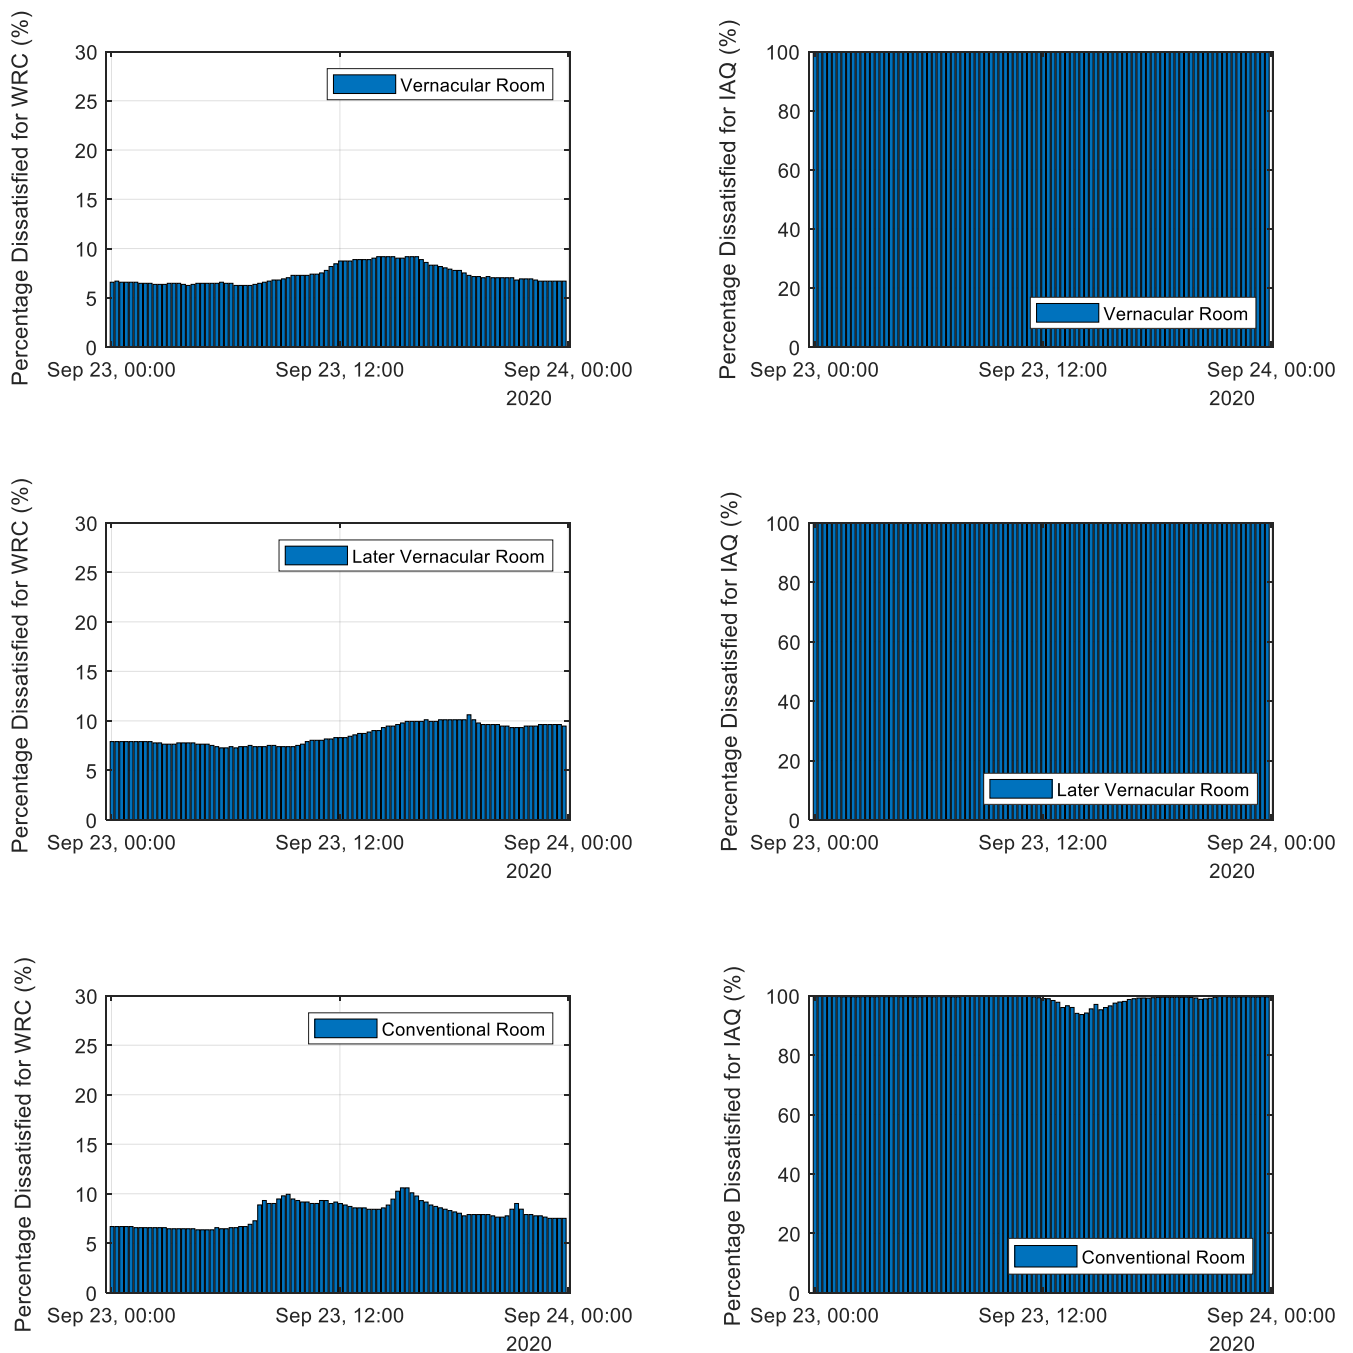 Percentage Dissatisfied for WRC (%)
30
25
20
15
10
5
0
Vernacular Room
Sep 23, 00:00
Sep 23, 12:00
Sep 24, 00:00
2020
Percentage Dissatisfied for IAQ (%)
100
80
60
40
20
0
Vernacular Room
Sep 23, 00:00
Sep 23, 12:00
Sep 24, 00:00
2020
Percentage Dissatisfied for WRC (%)
30
25
20
15
10
5
0
Later Vernacular Room
Sep 23, 00:00
Sep 23, 12:00
Sep 24, 00:00
2020
Percentage Dissatisfied for IAQ (%)
100
80
60
40
20
0
Later Vernacular Room
Sep 23, 00:00
Sep 23, 12:00
Sep 24, 00:00
2020
Percentage Dissatisfied for WRC (%)
30
25
20
15
10
5
0
Conventional Room
Sep 23, 00:00
Sep 23, 12:00
Sep 24, 00:00
2020
Percentage Dissatisfied for IAQ (%)
100
80
60
40
20
0
Conventional Room
Sep 23, 00:00
Sep 23, 12:00
Sep 24, 00:00
2020